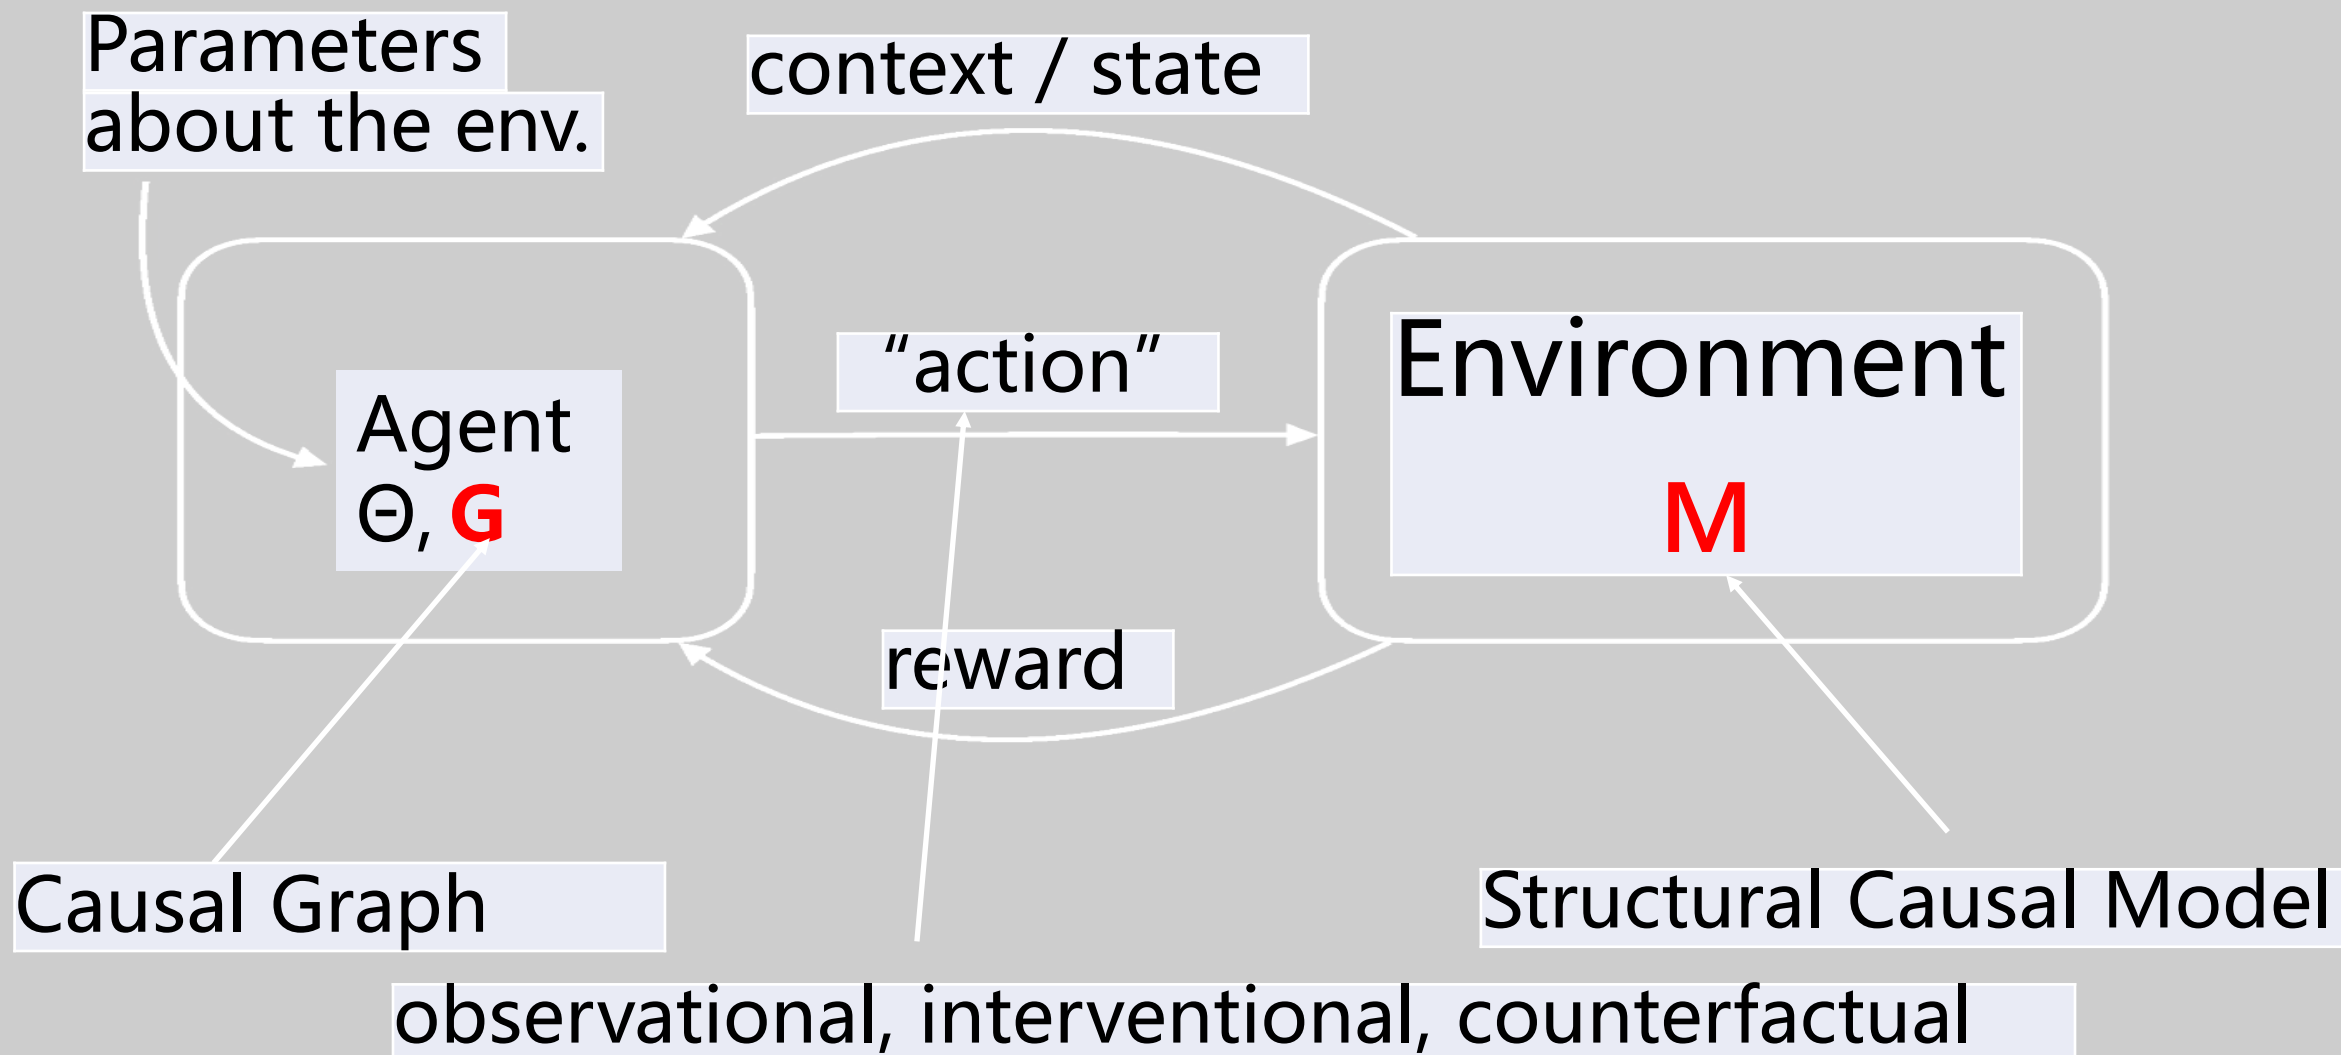 Parameters
about the env.
context / state
“action”
Environment
M
Agent
Θ, G
reward
Causal Graph
Structural Causal Model
observational, interventional, counterfactual